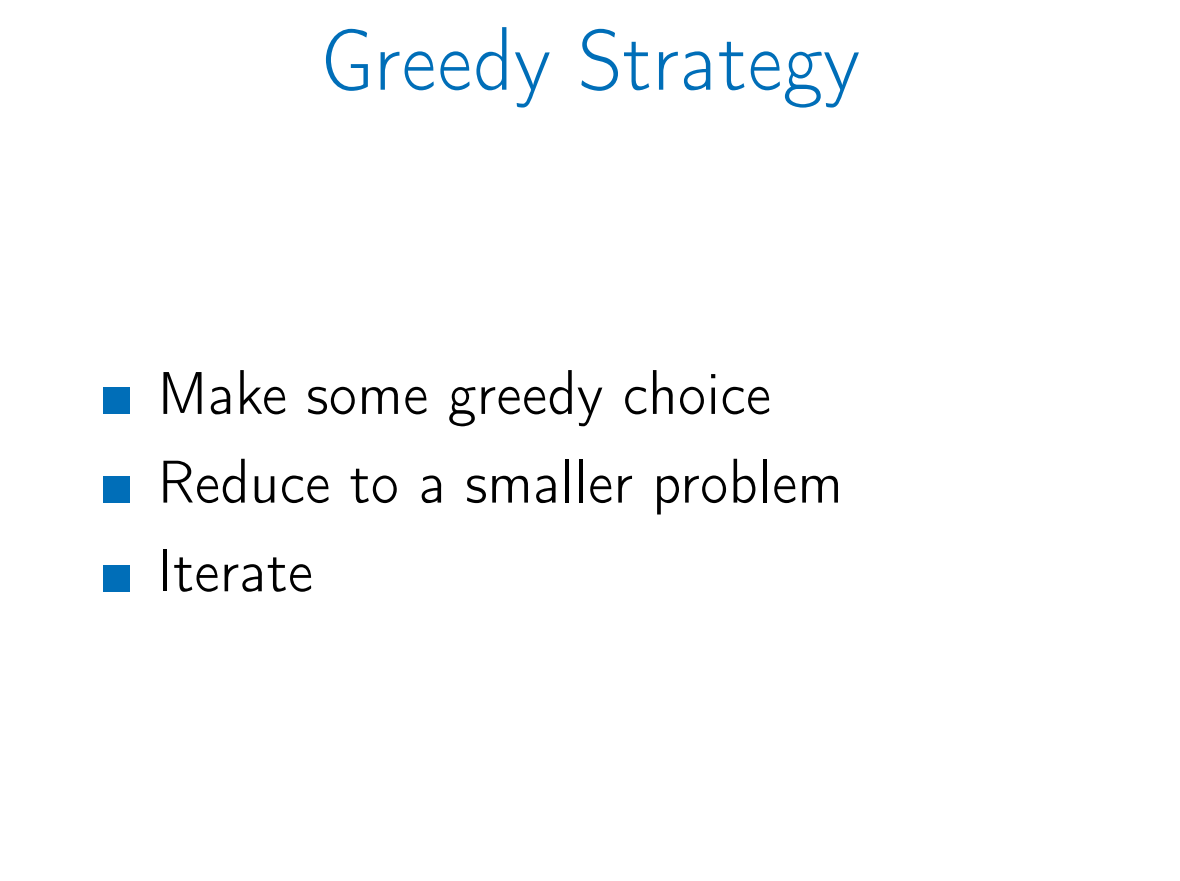 Greedy Strategy
Make some greedy choice
Reduce to a smaller problem
Iterate